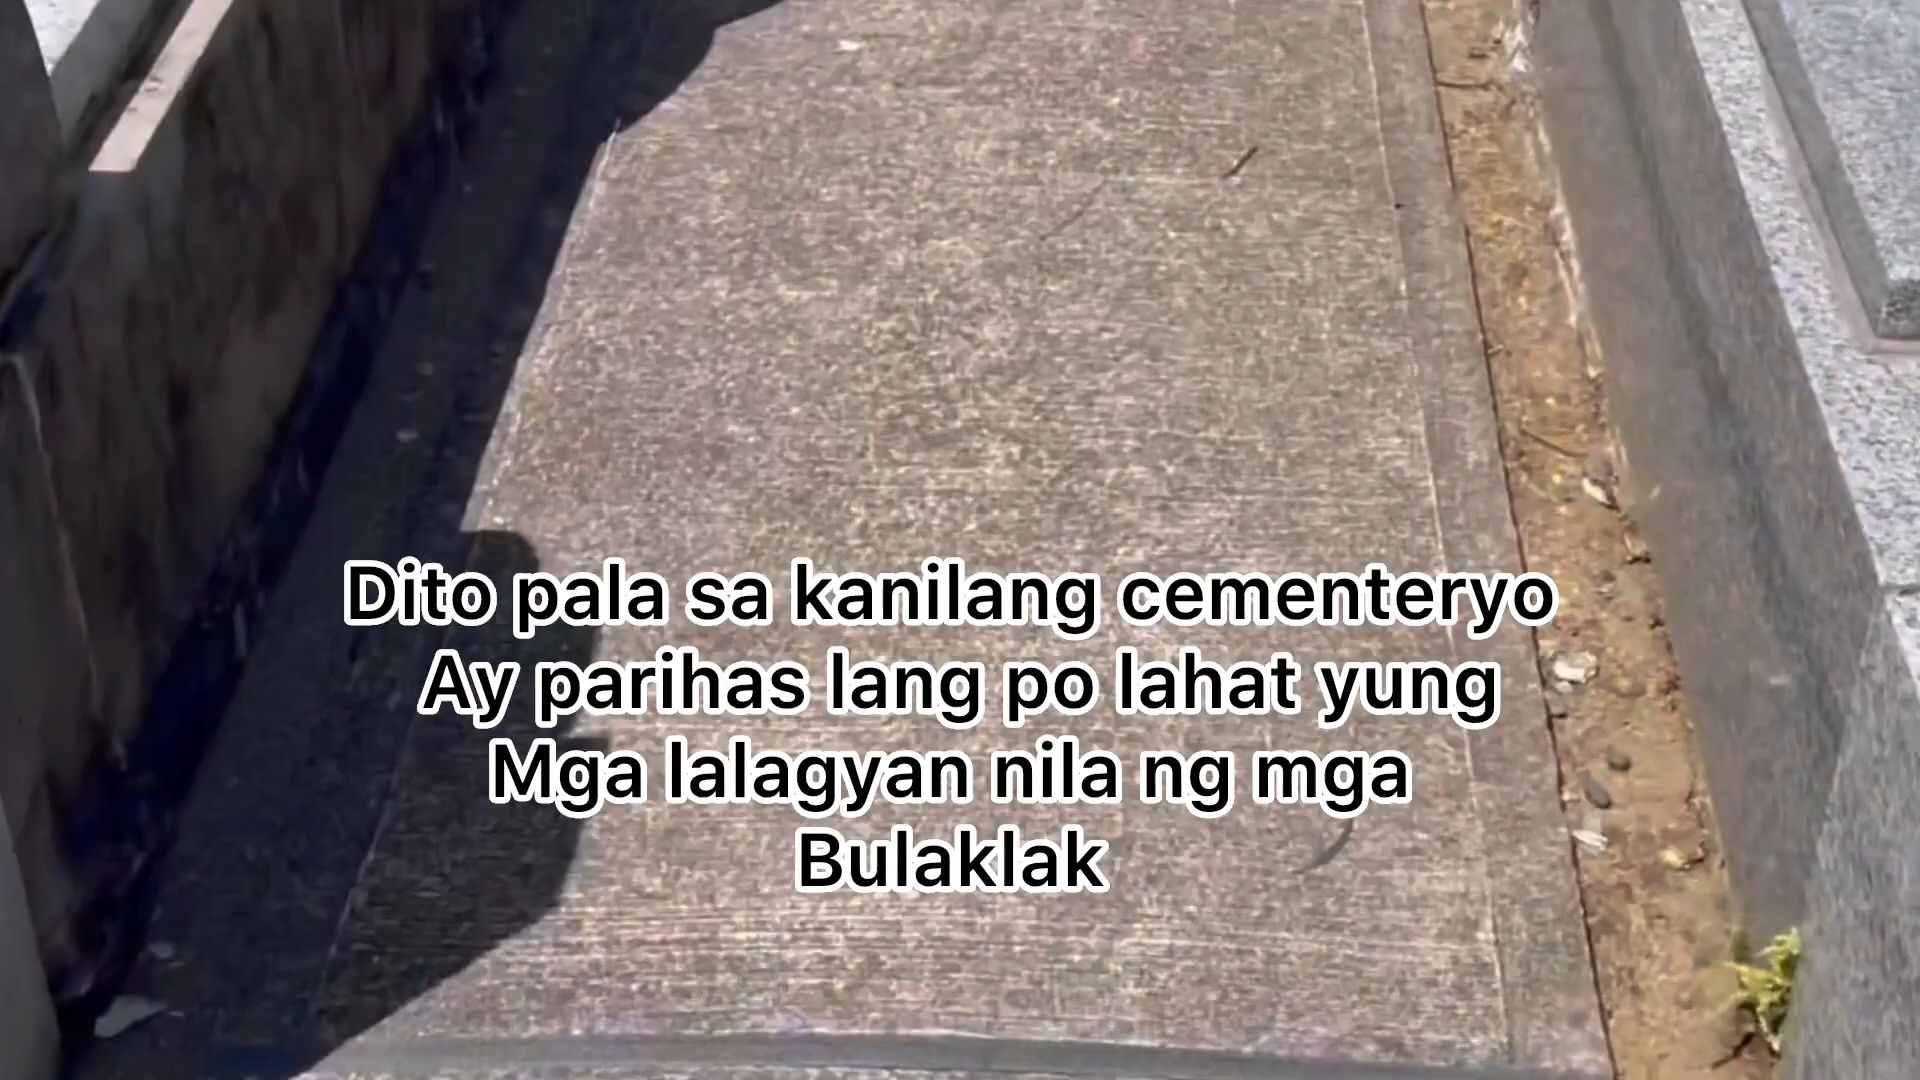 Dito pala sa kanilang cementeryo
Ay parihas lang po lahat yung
Mga lalagyan nila ng mga
Bulaklak